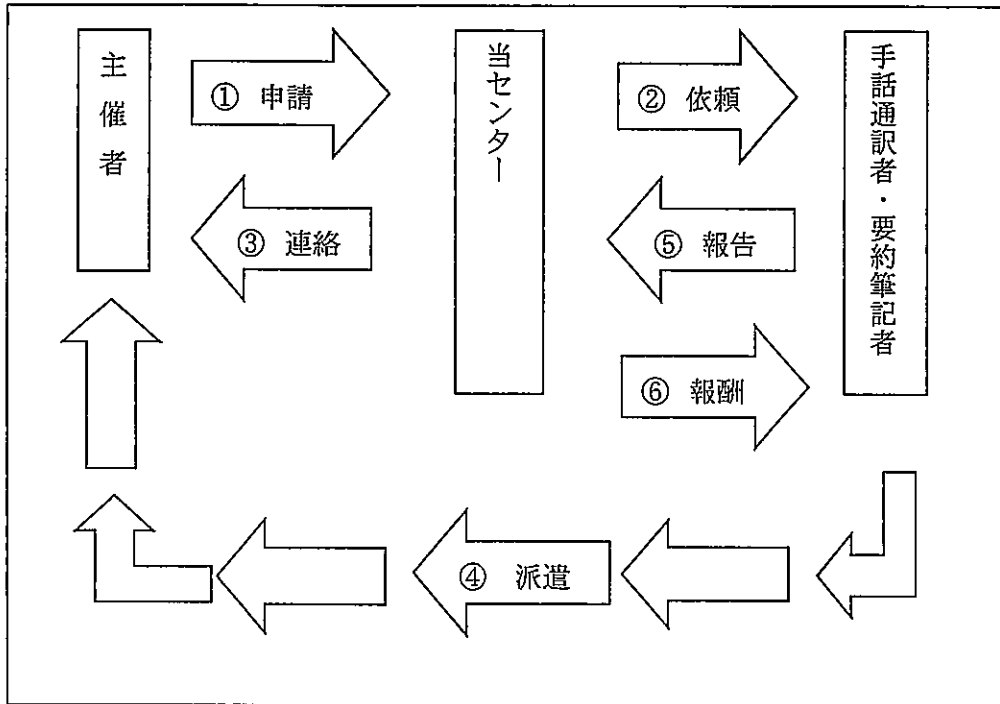 主催者
① 申請
当センター
② 依頼
手話通訳者・要約筆記者
③ 連絡
⑤ 報告
⑥ 報酬
④ 派遣